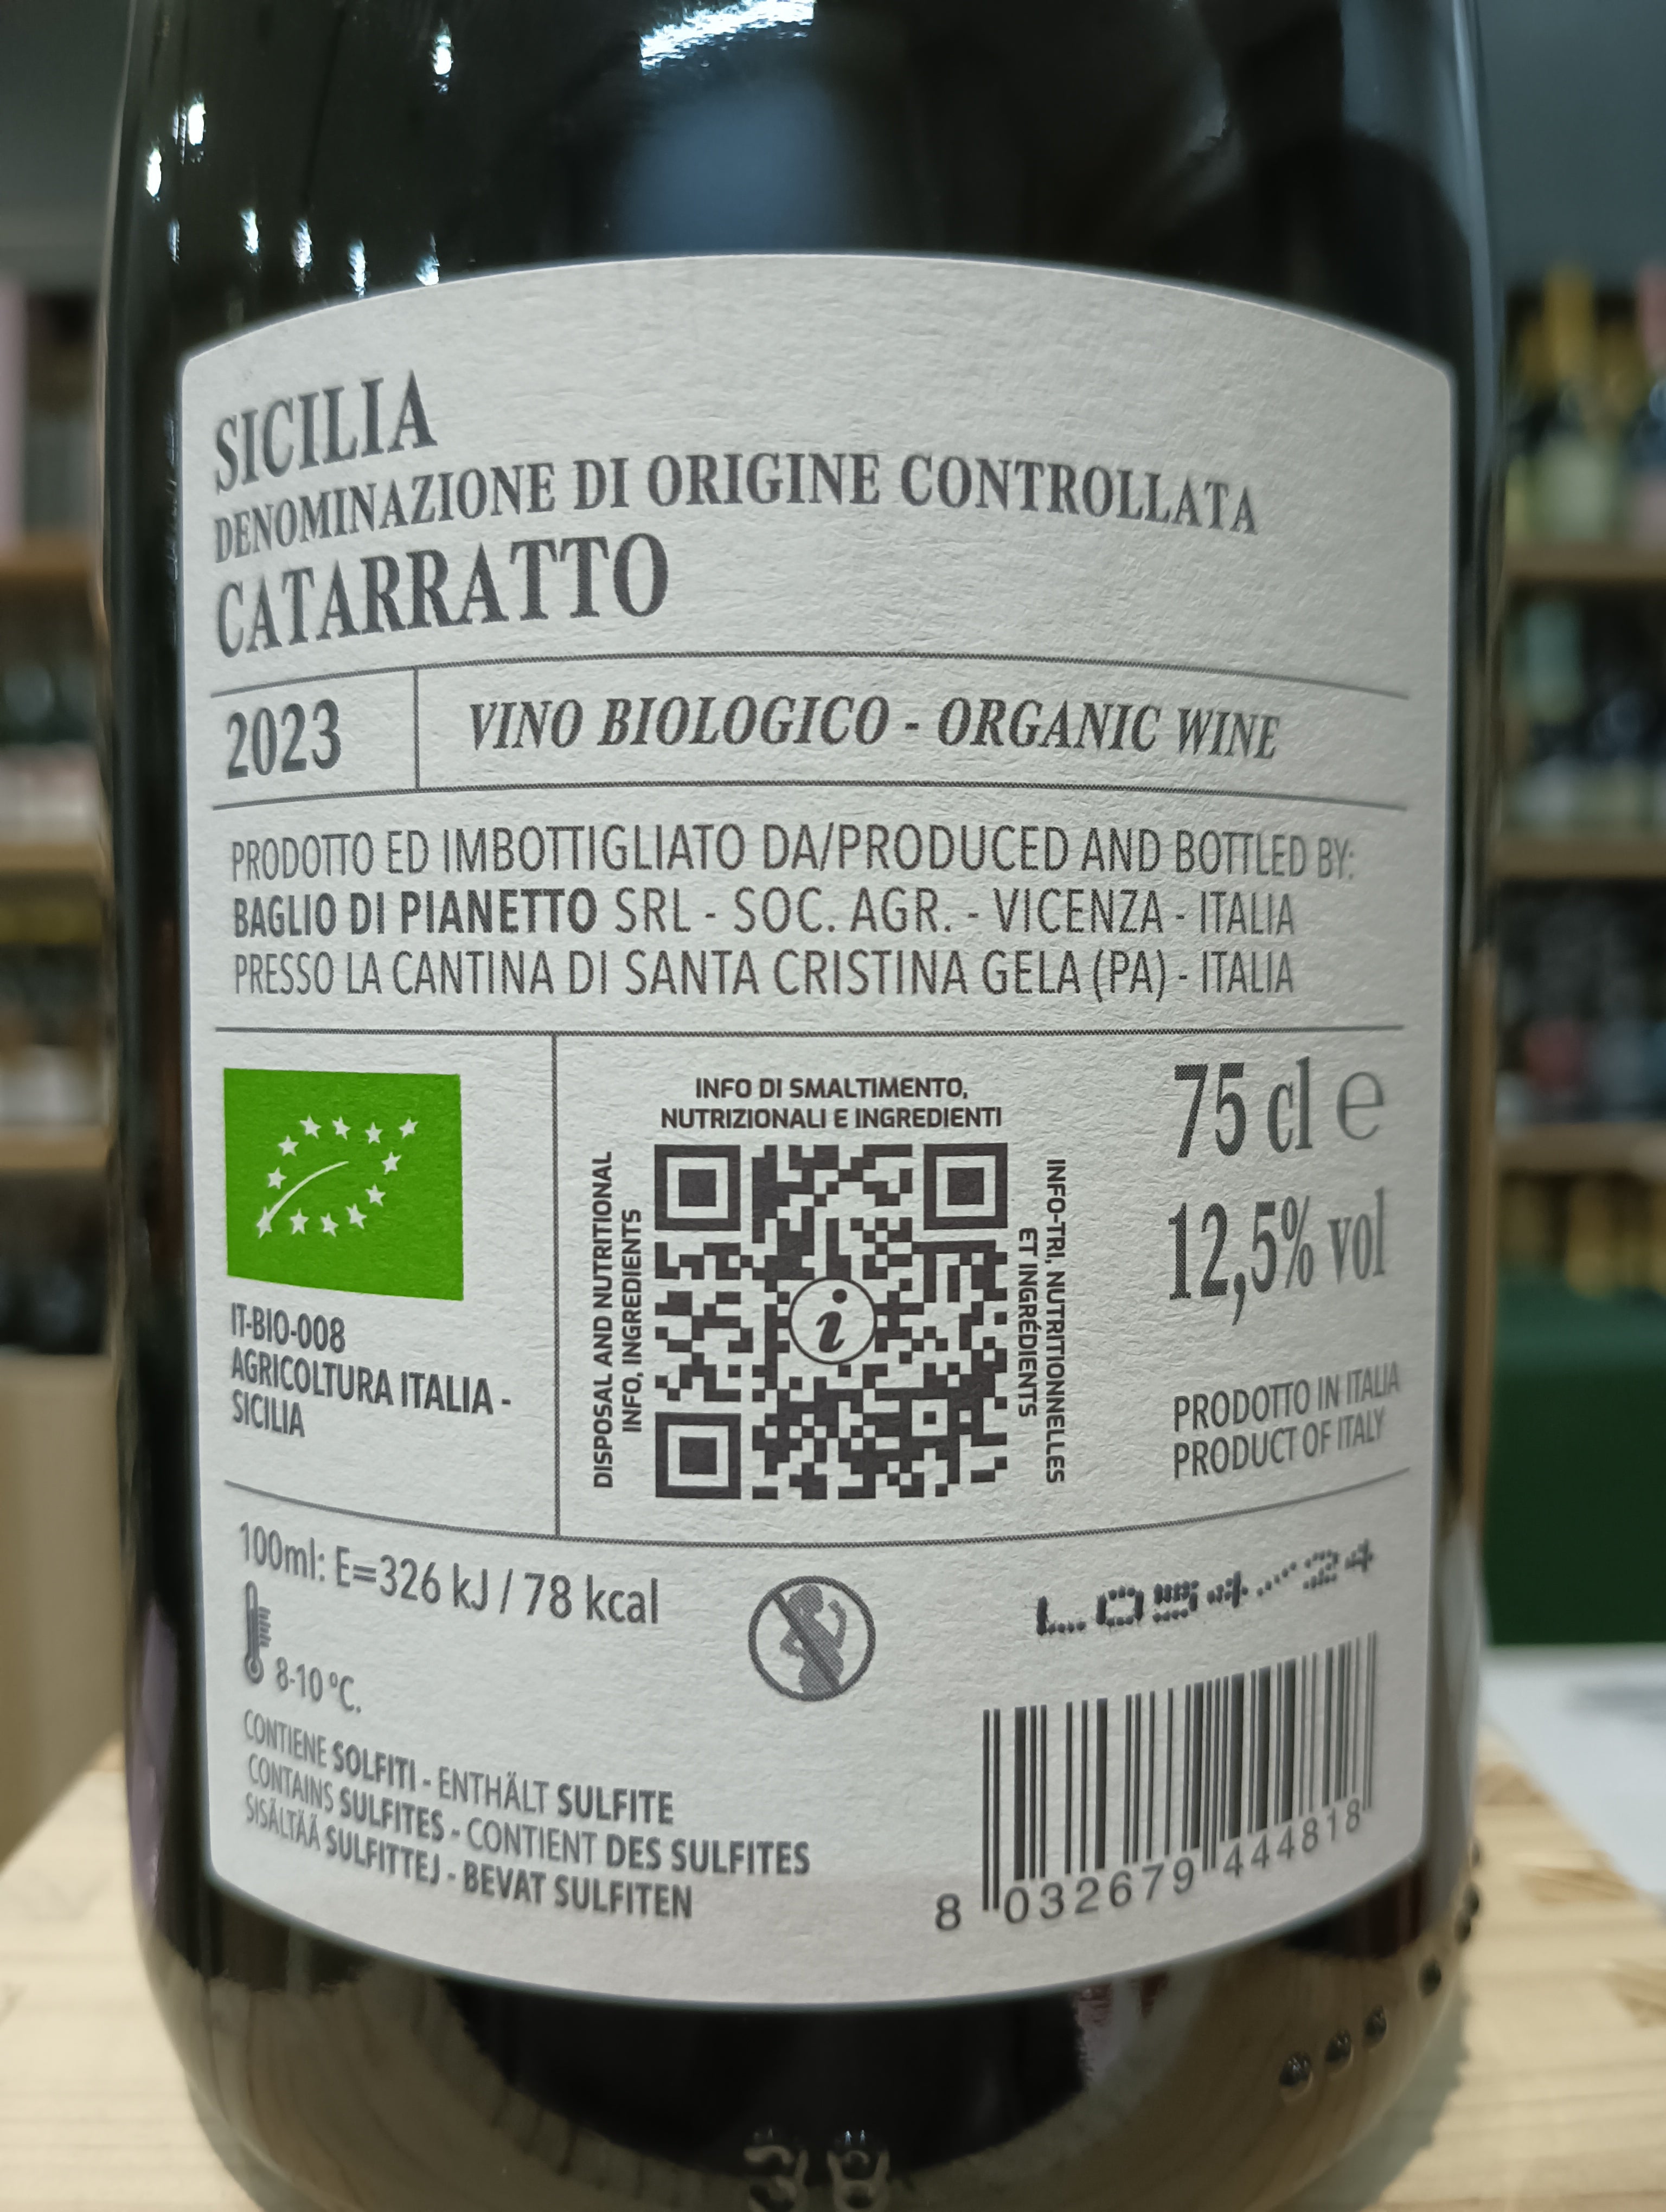 SICILIA
DENOMINAZIONE DI ORIGINE CONTROLLATA
CATARRATTO
2023
VINO BIOLOGICO - ORGANIC WINE
PRODOTTO ED IMBOTTIGLIATO DA/PRODUCED AND BOTTLED BY:
BAGLIO DI PIANETTO SRL - SOC. AGR. - VICENZA - ITALIA
PRESSO LA CANTINA DI SANTA CRISTINA GELA (PA) - ITALIA
IT-BIO-008
AGRICOLTURA ITALIA -
SICILIA
INFO DI SMALTIMENTO,
NUTRIZIONALI E INGREDIENTI
DISPOSAL AND NUTRITIONAL
INFO, INGREDIENTS
INFO-TRI, NUTRITIONNELLES
ET INGRÉDIENTS
i
75 cl e
12,5% vol
PRODOTTO IN ITALIA
PRODUCT OF ITALY
100ml: E=326 kJ / 78 kcal
8-10 °C.
CONTIENE SOLFITI - ENTHÄLT SULFITE
CONTAINS SULFITES - CONTIENT DES SULFITES
SISÄLTÄÄ SULFITTEJ - BEVAT SULFITEN
8 032679 444818